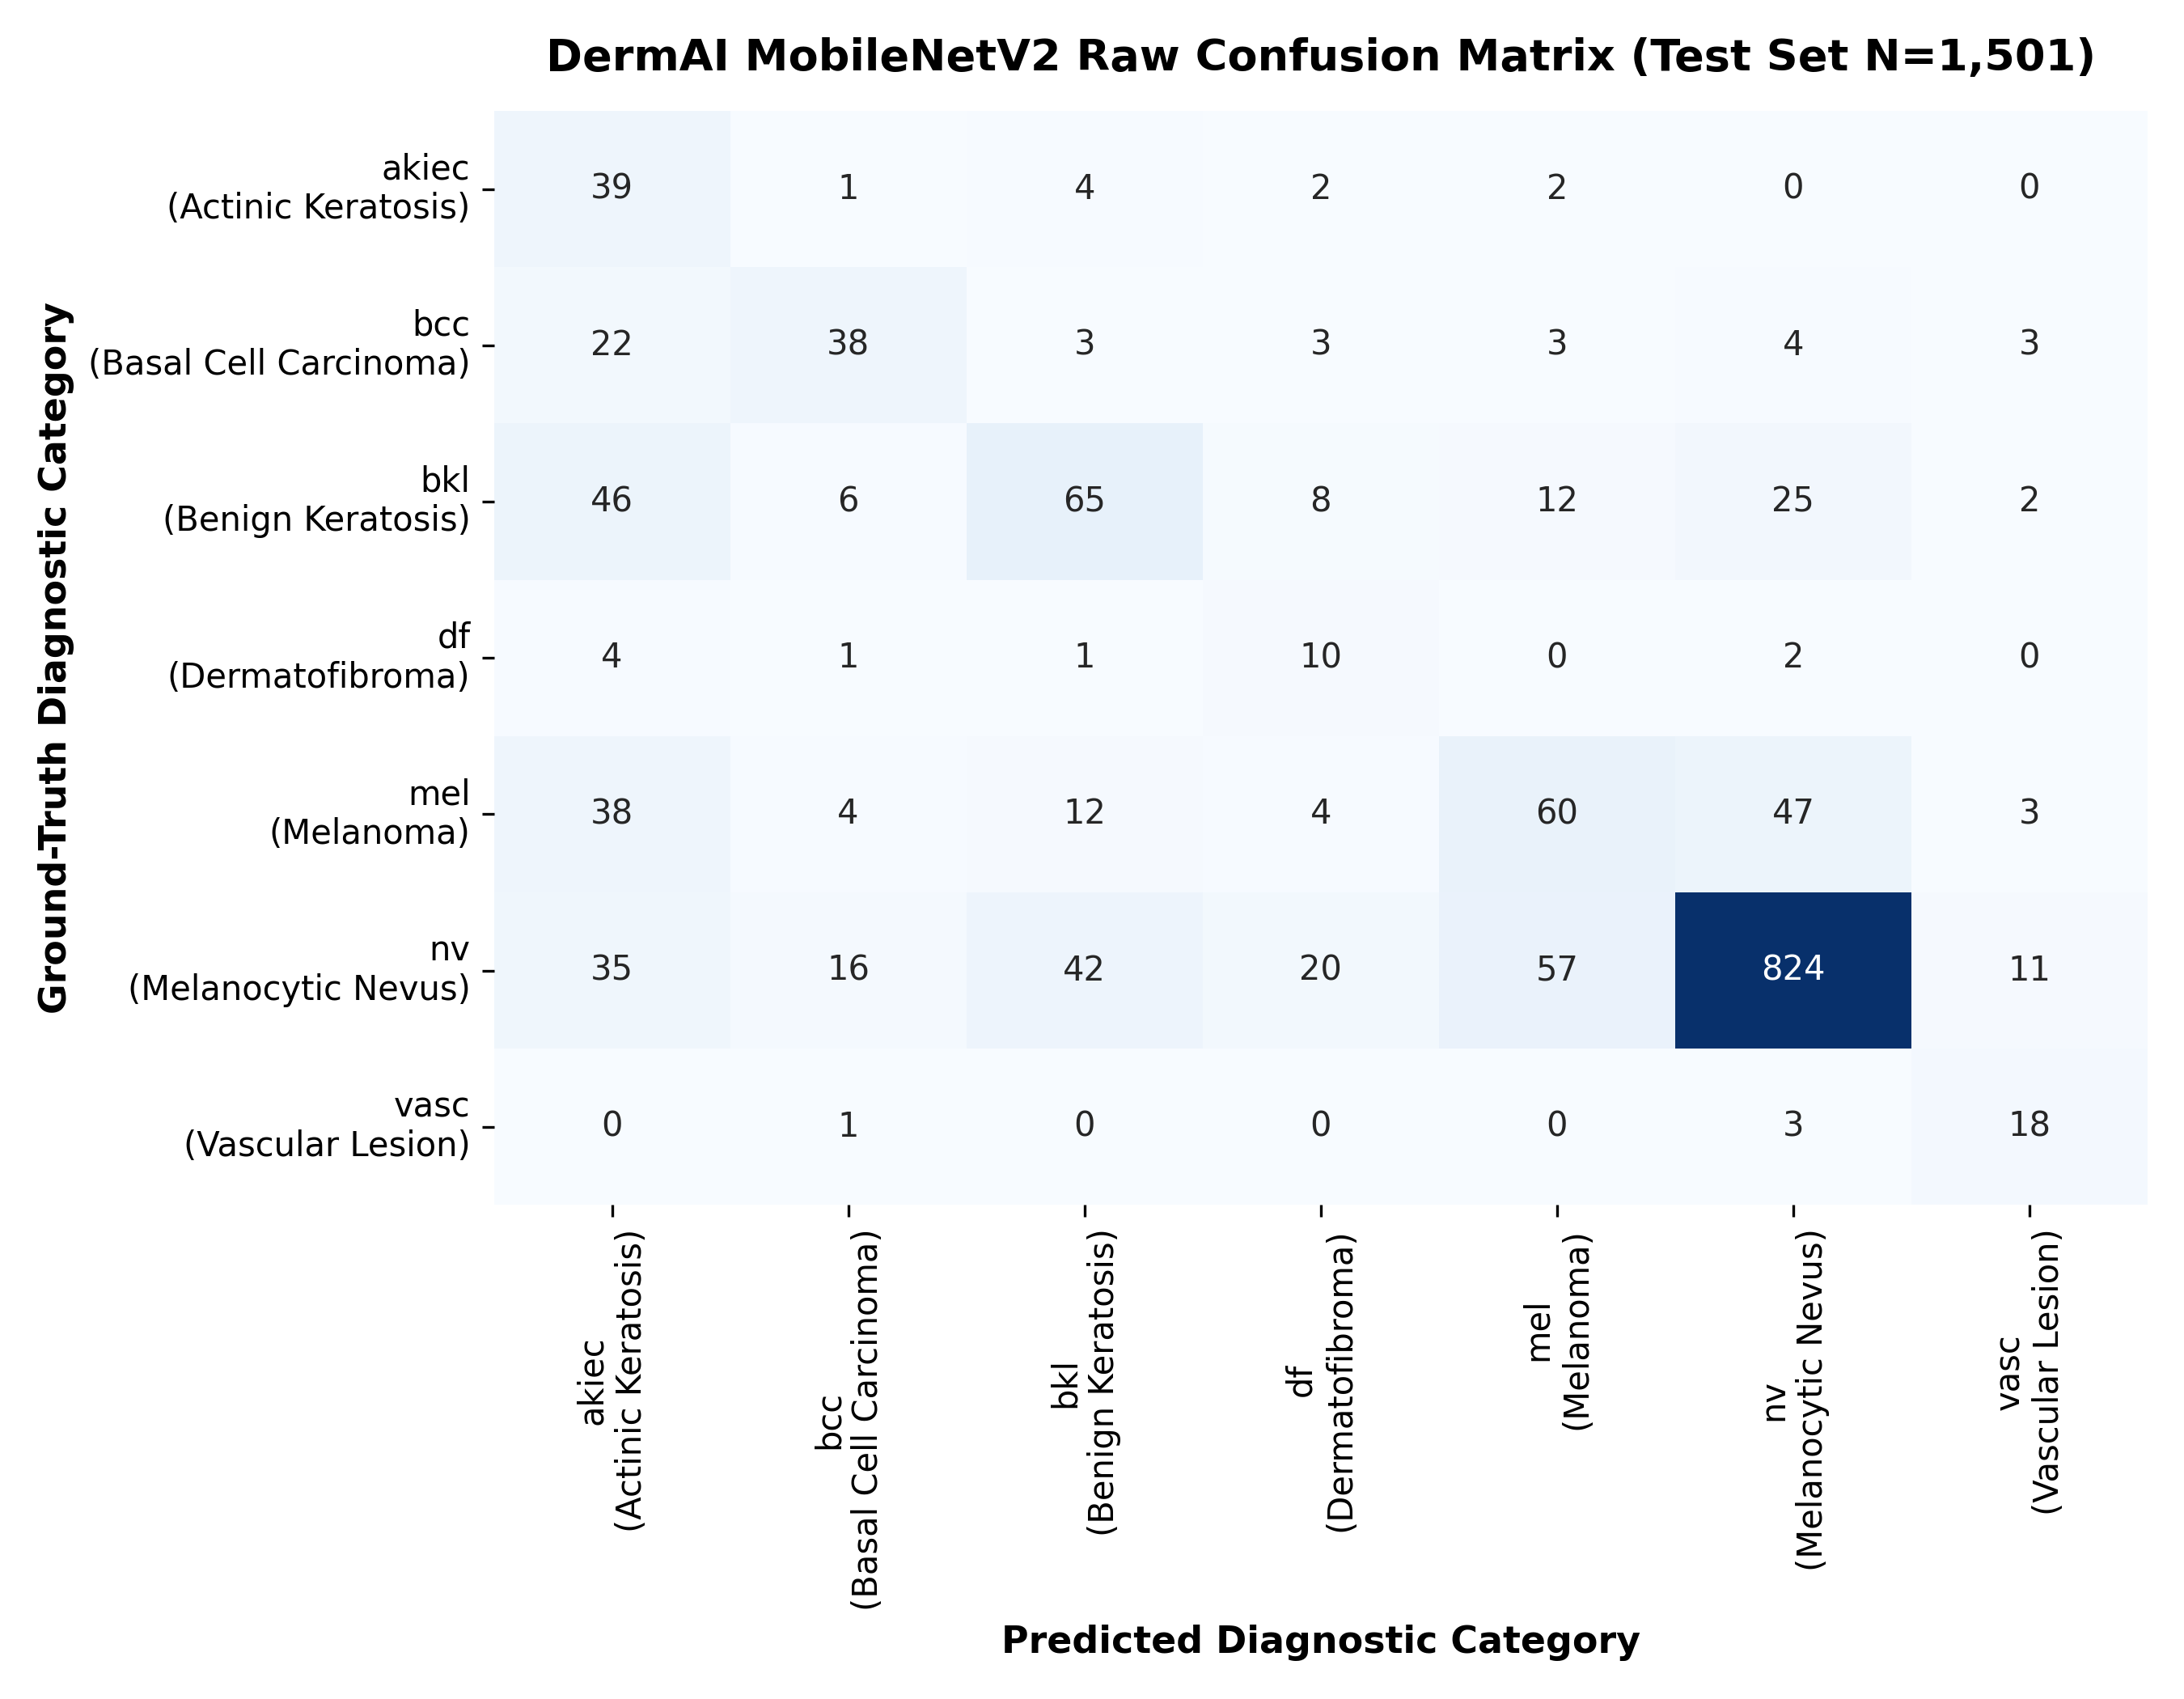 DermAI MobileNetV2 Raw Confusion Matrix (Test Set N=1,501)
Ground-Truth Diagnostic Category
akiec
(Actinic Keratosis)
39 1 4 2 2 0 0
bcc
(Basal Cell Carcinoma)
22 38 3 3 3 4 3
bkl
(Benign Keratosis)
46 6 65 8 12 25 2
df
(Dermatofibroma)
4 1 1 10 0 2 0
mel
(Melanoma)
38 4 12 4 60 47 3
nv
(Melanocytic Nevus)
35 16 42 20 57 824 11
vasc
(Vascular Lesion)
0 1 0 0 0 3 18
akiec
(Actinic Keratosis)
bcc
(Basal Cell Carcinoma)
bkl
(Benign Keratosis)
df
(Dermatofibroma)
mel
(Melanoma)
nv
(Melanocytic Nevus)
vasc
(Vascular Lesion)
Predicted Diagnostic Category